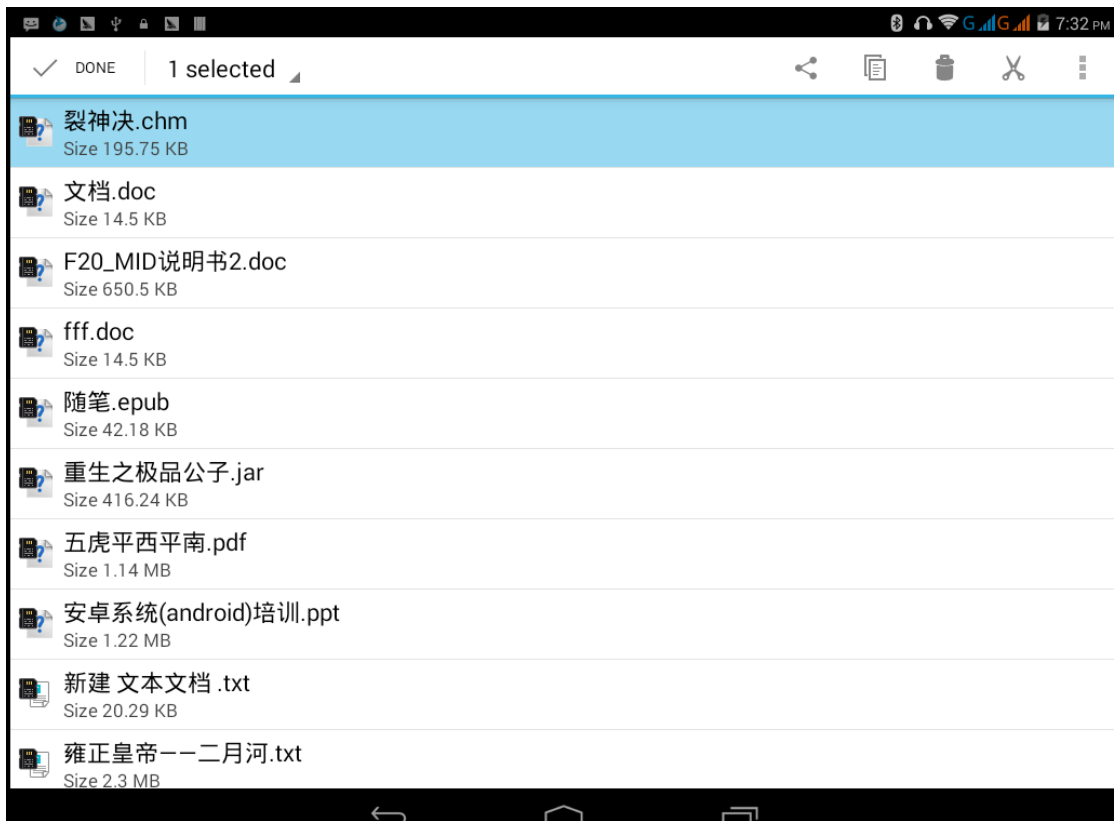 G G 7:32 PM
DONE 1 selected
裂神决.chm
Size 195.75 KB
文档.doc
Size 14.5 KB
F20_MID说明书2.doc
Size 650.5 KB
fff.doc
Size 14.5 KB
随笔.epub
Size 42.18 KB
重生之极品公子.jar
Size 416.24 KB
五虎平西平南.pdf
Size 1.14 MB
安卓系统(android)培训.ppt
Size 1.22 MB
新建 文本文档 .txt
Size 20.29 KB
雍正皇帝——二月河.txt
Size 2.3 MB